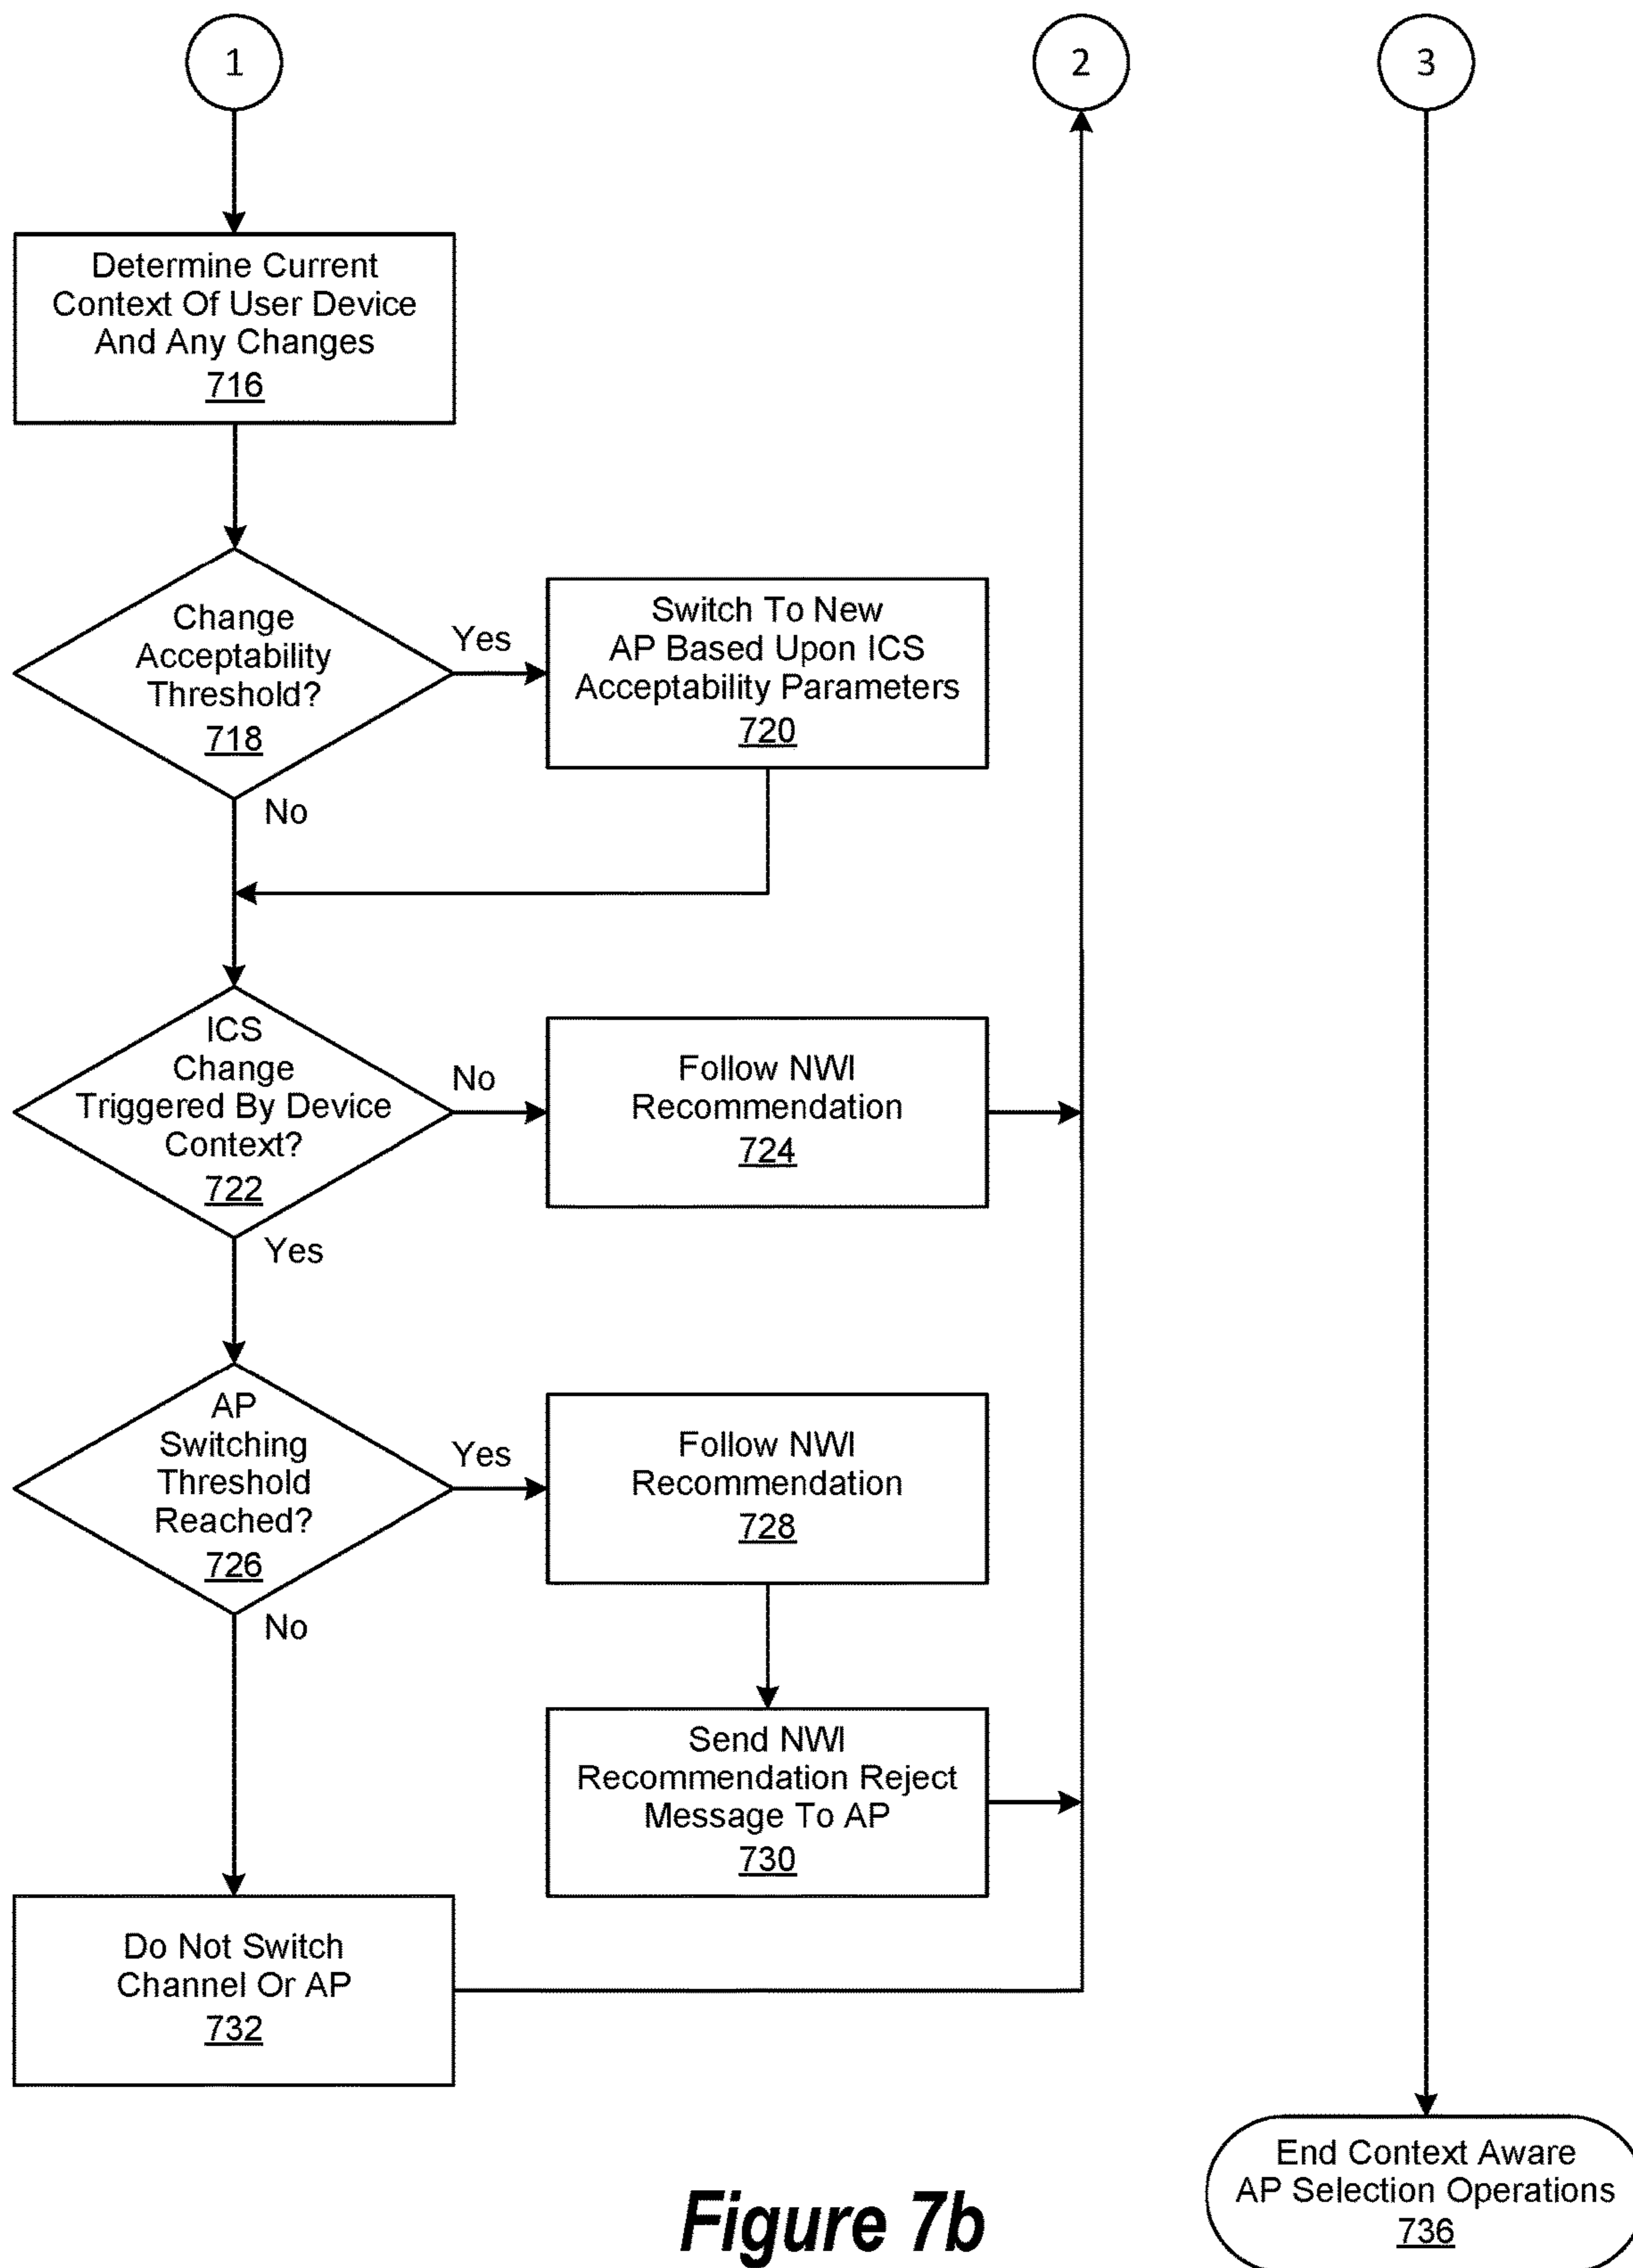 1
2
3
Determine Current
Context Of User Device
And Any Changes
716
Change
Acceptability
Threshold?
718
Yes
No
Switch To New
AP Based Upon ICS
Acceptability Parameters
720
ICS
Change
Triggered By Device
Context?
722
No
Yes
Follow NWI
Recommendation
724
AP
Switching
Threshold
Reached?
726
Yes
No
Follow NWI
Recommendation
728
Send NWI
Recommendation Reject
Message To AP
730
Do Not Switch
Channel Or AP
732
End Context Aware
AP Selection Operations
736
Figure 7b